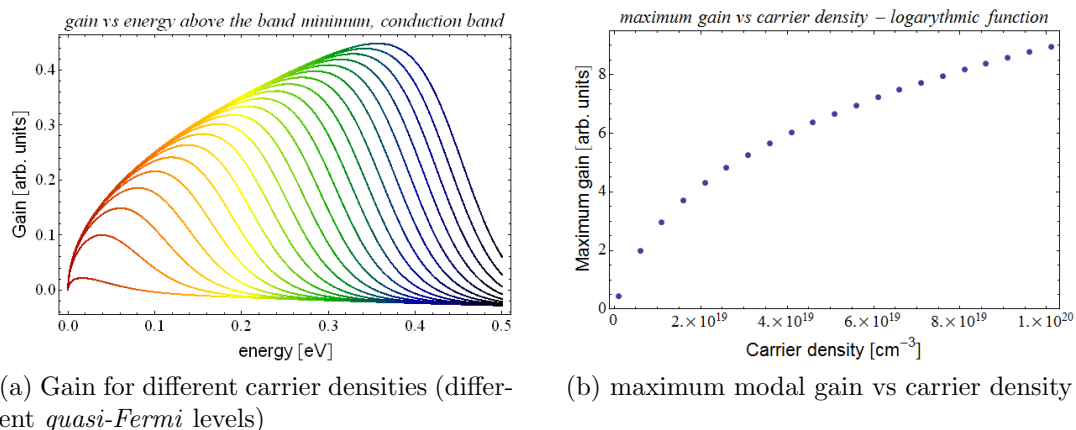 gain vs energy above the band mininum, conduction band
Gain [arb. units]
0.4
0.3
0.2
0.1
0.0
0.0 0.1 0.2 0.3 0.4 0.5
energy [eV]
(a) Gain for different carrier densities (differ-
ent quasi-Fermi levels)
maximum gain vs carrier density – logarythmic function
Maximum gain [arb. units]
8
6
4
2
0
0 2.×10¹⁹ 4.×10¹⁹ 6.×10¹⁹ 8.×10¹⁹ 1.×10²⁰
Carrier density [cm⁻³]
(b) maximum modal gain vs carrier density